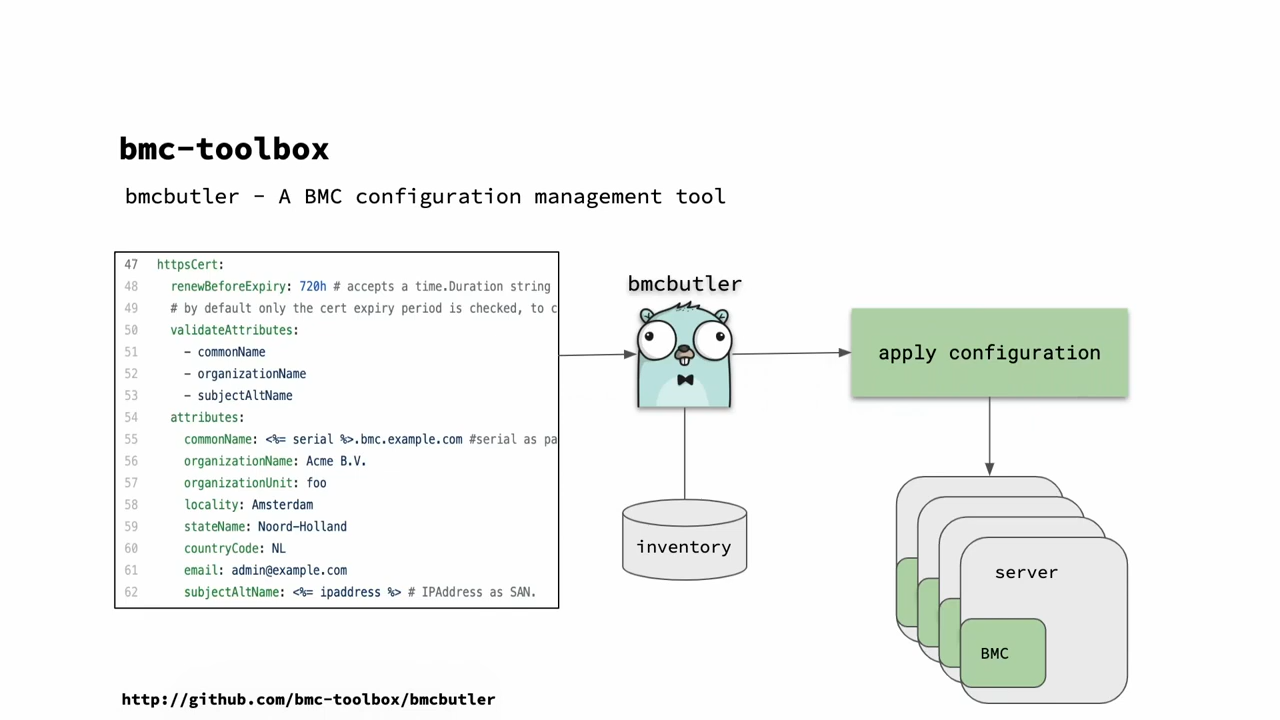 bmc-toolbox
bmcbutler - A BMC configuration management tool
47 httpsCert:
48 renewBeforeExpiry: 720h # accepts a time.Duration string
49 # by default only the cert expiry period is checked, to c
50 validateAttributes:
51 - commonName
52 - organizationName
53 - subjectAltName
54 attributes:
55 commonName: <%= serial %>.bmc.example.com #serial as pa
56 organizationName: Acme B.V.
57 organizationUnit: foo
58 locality: Amsterdam
59 stateName: Noord-Holland
60 countryCode: NL
61 email: admin@example.com
62 subjectAltName: <%= ipaddress %> # IPAddress as SAN.
bmcbutler
inventory
apply configuration
server
BMC
http://github.com/bmc-toolbox/bmcbutler